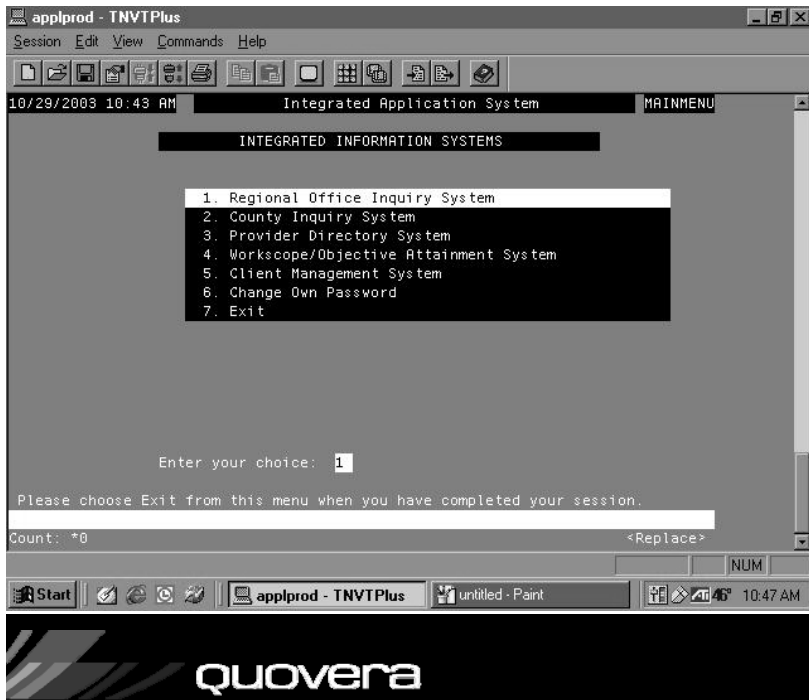 applprod - TNVTPlus
Session Edit View Commands Help
10/29/2003 10:43 AM Integrated Application System MAINMENU
INTEGRATED INFORMATION SYSTEMS
1. Regional Office Inquiry System
2. County Inquiry System
3. Provider Directory System
4. Workscope/Objective Attainment System
5. Client Management System
6. Change Own Password
7. Exit
Enter your choice: 1
Please choose Exit from this menu when you have completed your session.
Count: *0 <Replace>
NUM
Start applprod - TNVTPlus untitled - Paint ATI 46° 10:47 AM
quovera